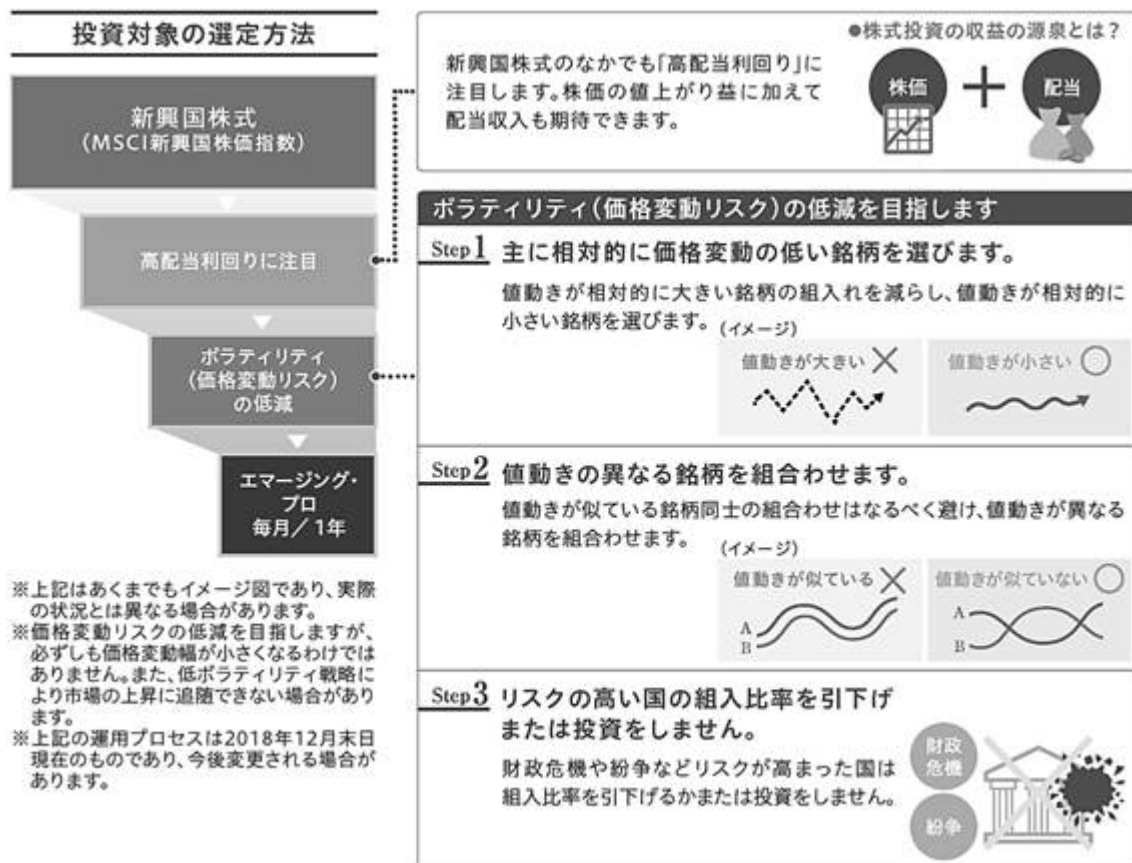 投資対象の選定方法
新興国株式
(MSCI新興国株価指数)
高配当利回りに注目
ボラティリティ
(価格変動リスク)
の低減
エマージング・
プロ
毎月／1年
※上記はあくまでもイメージ図であり、実際
の状況とは異なる場合があります。
※価格変動リスクの低減を目指しますが、
必ずしも価格変動幅が小さくなるわけでは
ありません。また、低ボラティリティ戦略に
より市場の上昇に追随できない場合があり
ます。
※上記の運用プロセスは2018年12月末日
現在のものであり、今後変更される場合が
あります。
●株式投資の収益の源泉とは？
新興国株式のなかでも「高配当利回り」に
注目します。株価の値上がり益に加えて
配当収入も期待できます。
株価 ＋ 配当
ボラティリティ(価格変動リスク)の低減を目指します
Step1 主に相対的に価格変動の低い銘柄を選びます。
値動きが相対的に大きい銘柄の組入れを減らし、値動きが相対的に
小さい銘柄を選びます。 (イメージ)
値動きが大きい 値動きが小さい
Step2 値動きの異なる銘柄を組合わせます。
値動きが似ている銘柄同士の組合わせはなるべく避け、値動きが異なる
銘柄を組合わせます。 (イメージ)
値動きが似ている 値動きが似ていない
A A
B B
Step3 リスクの高い国の組入比率を引下げ
または投資をしません。
財政危機や紛争などリスクが高まった国は
組入比率を引下げるかまたは投資をしません。
財政
危機
紛争